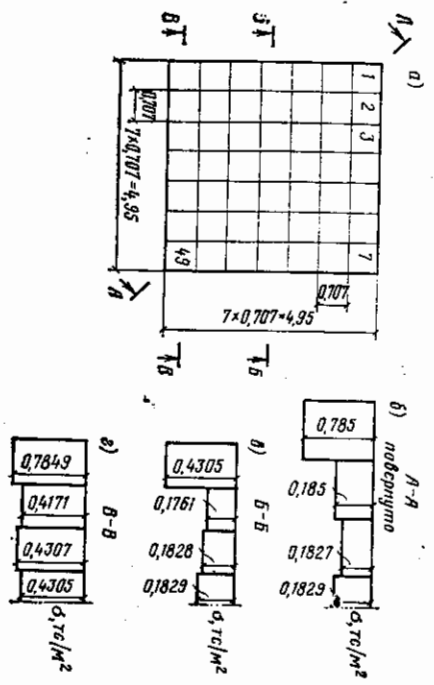 а)
А
Б
В
1
2
3
7
49
0,707
7×0,707=4,95
0,707
7×0,707=4,95
А
Б
В
б)
А-А
повернуто
0,785
0,185
0,1827
0,1829
σ, тс/м²
в)
Б-Б
0,4305
0,1761
0,1828
0,1829
σ, тс/м²
г)
В-В
0,7849
0,4171
0,4307
0,4305
σ, тс/м²